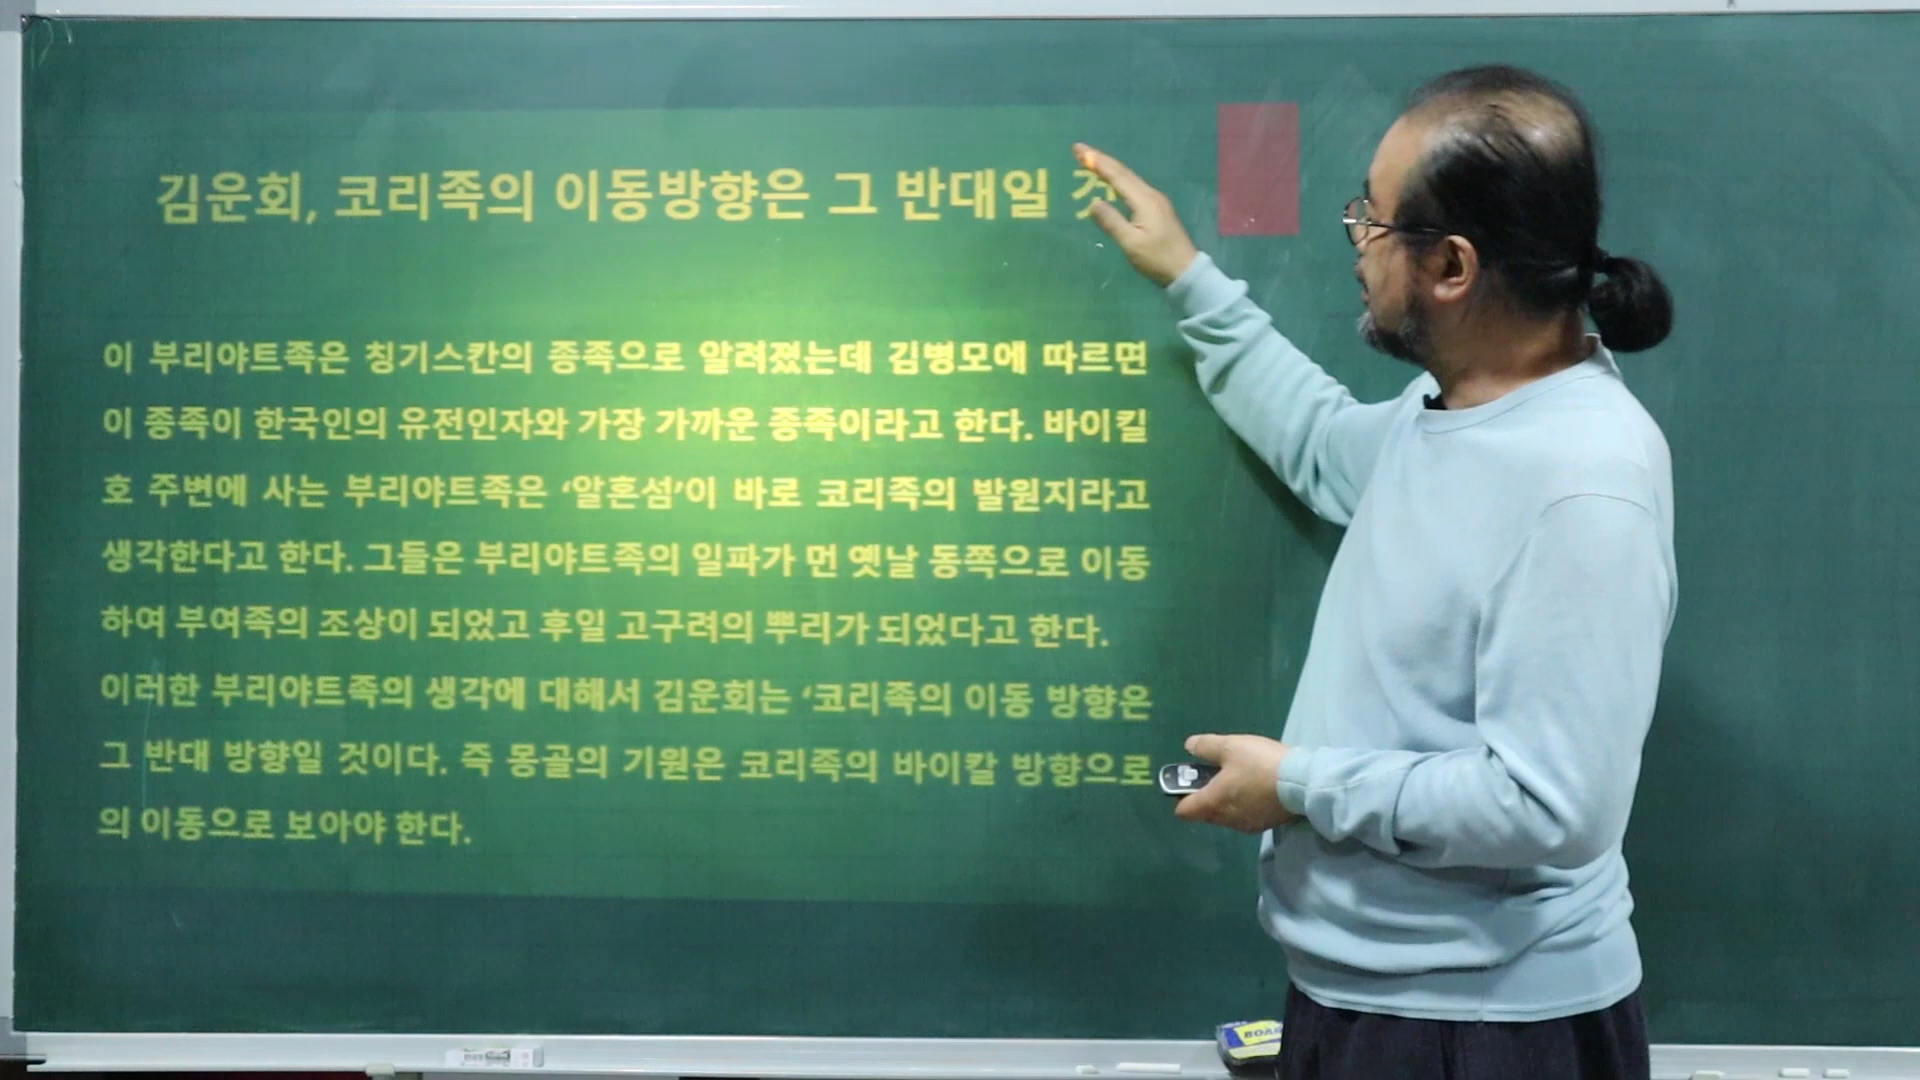 김운회, 코리족의 이동방향은 그 반대일 것
이 부리야트족은 칭기스칸의 종족으로 알려졌는데 김병모에 따르면
이 종족이 한국인의 유전인자와 가장 가까운 종족이라고 한다. 바이킬
호 주변에 사는 부리야트족은 ‘알혼섬’이 바로 코리족의 발원지라고
생각한다고 한다. 그들은 부리야트족의 일파가 먼 옛날 동쪽으로 이동
하여 부여족의 조상이 되었고 후일 고구려의 뿌리가 되었다고 한다.
이러한 부리야트족의 생각에 대해서 김운회는 ‘코리족의 이동 방향은
그 반대 방향일 것이다. 즉 몽골의 기원은 코리족의 바이칼 방향으로
의 이동으로 보아야 한다.